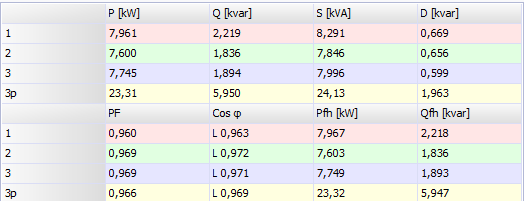 P [kW] Q [kvar] S [kVA] D [kvar]
1 7,961 2,219 8,291 0,669
2 7,600 1,836 7,846 0,656
3 7,745 1,894 7,996 0,599
3p 23,31 5,950 24,13 1,963
PF Cos φ Pfh [kW] Qfh [kvar]
1 0,960 L 0,963 7,967 2,218
2 0,969 L 0,972 7,603 1,836
3 0,969 L 0,971 7,749 1,893
3p 0,966 L 0,969 23,32 5,947